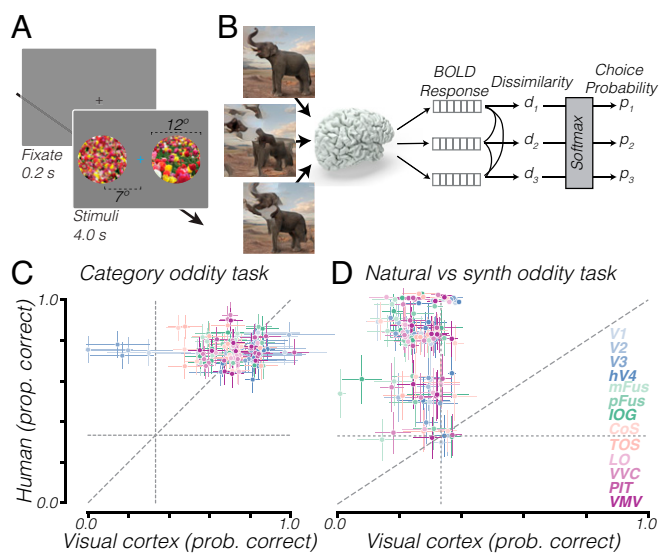 A
+
12°
7°
Fixate
0.2 s
Stimuli
4.0 s
B
BOLD
Response
Dissimilarity
Choice
Probability
d1
d2
d3
Softmax
p1
p2
p3
C Category oddity task
Human (prop. correct)
1.0
0.0
0.0
1.0
Visual cortex (prob. correct)
D Natural vs synth oddity task
V1
V2
V3
hV4
mFus
pFus
IOG
CoS
TOS
LO
VVC
PIT
VMV
0.0
1.0
Visual cortex (prob. correct)